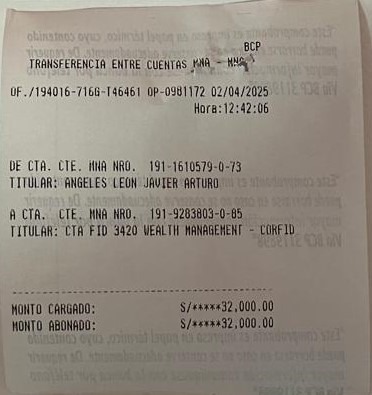 BCP
TRANSFERENCIA ENTRE CUENTAS MNA - MNA
OF./194016-716G-T46461 OP-0981172 02/04/2025
Hora:12:42:06
DE CTA. CTE. MNA NRO. 191-1610579-0-73
TITULAR: ANGELES LEON JAVIER ARTURO
A CTA. CTE. MNA NRO. 191-9283803-0-85
TITULAR: CTA FID 3420 WEALTH MANAGEMENT - CORFID
MONTO CARGADO: S/*****32,000.00
MONTO ABONADO: S/*****32,000.00